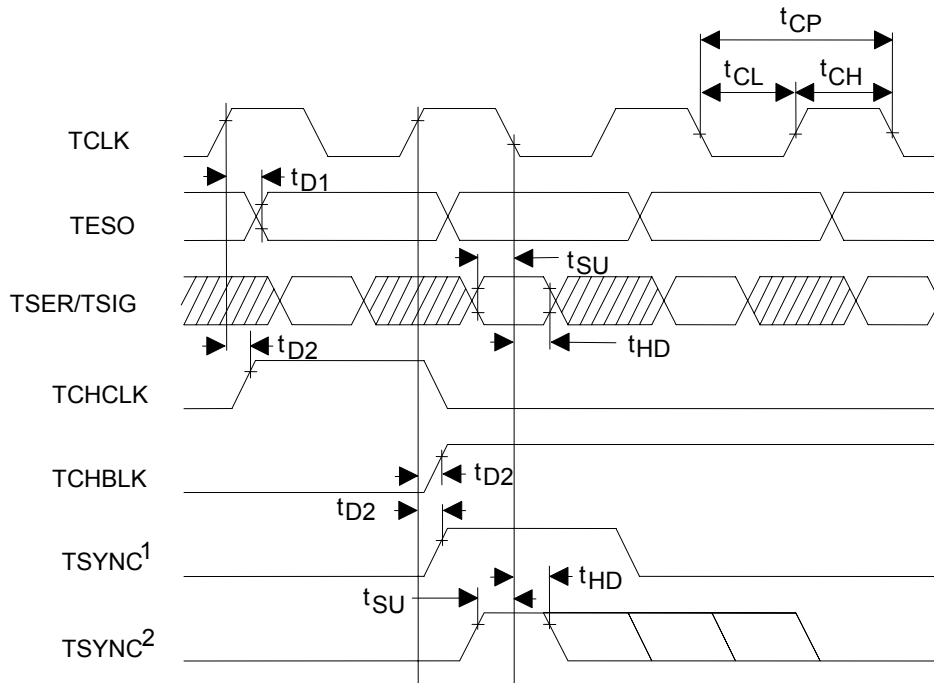 tCP
tCL tCH
TCLK
tD1
TESO
tSU
TSER/TSIG
tD2 tHD
TCHCLK
TCHBLK
tD2
tD2
TSYNC1
tHD
tSU
TSYNC2